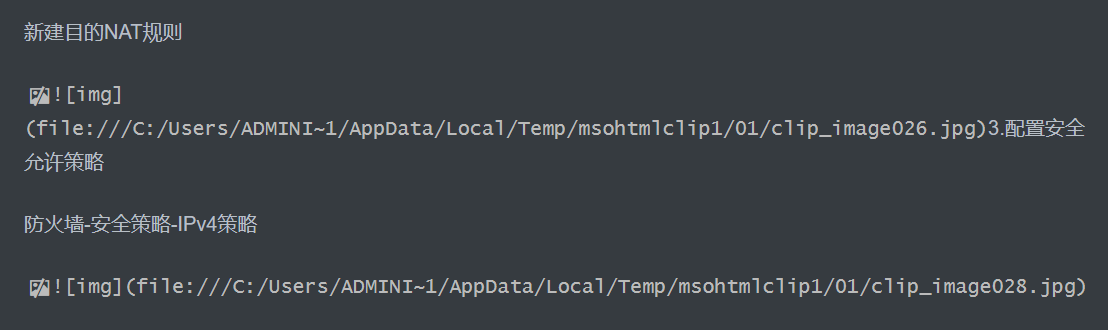 新建目的NAT规则
![img]
(file:///C:/Users/ADMINI~1/AppData/Local/Temp/msohtmlclip1/01/clip_image026.jpg)3.配置安全
允许策略
防火墙-安全策略-IPv4策略
![img](file:///C:/Users/ADMINI~1/AppData/Local/Temp/msohtmlclip1/01/clip_image028.jpg)